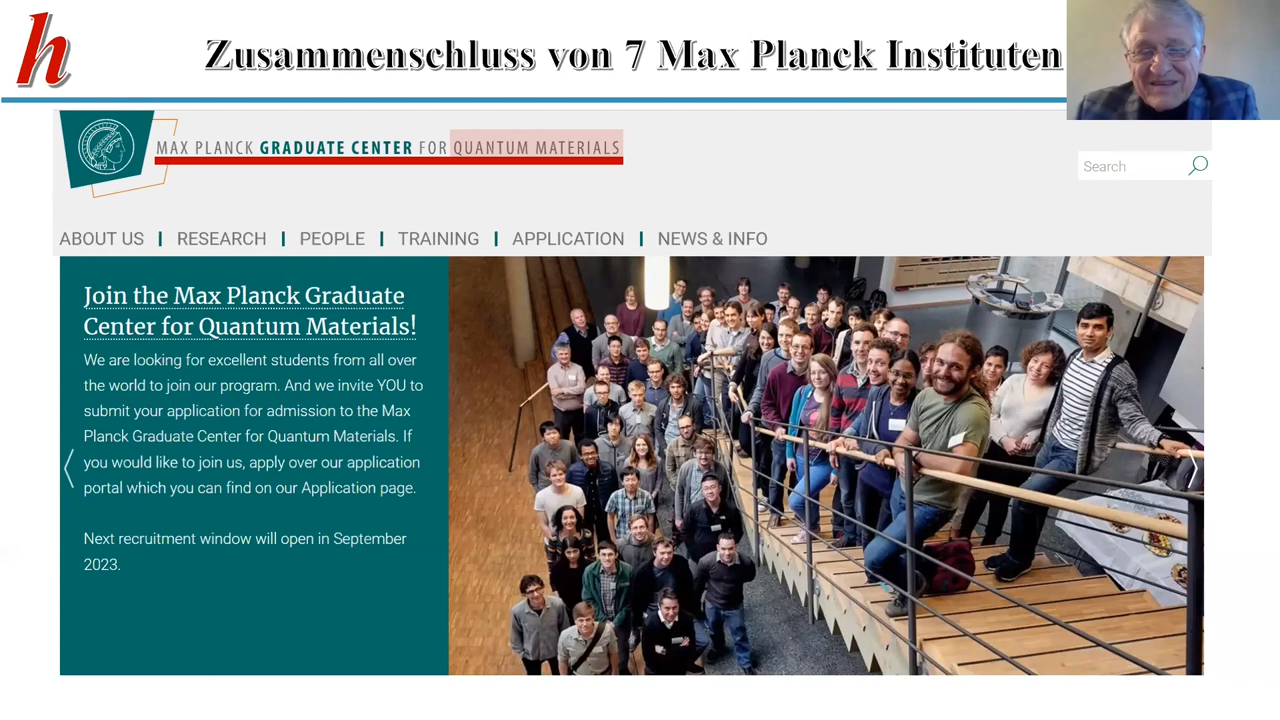 h
Zusammenschluss von 7 Max Planck Instituten
MAX PLANCK GRADUATE CENTER FOR QUANTUM MATERIALS
Search
ABOUT US | RESEARCH | PEOPLE | TRAINING | APPLICATION | NEWS & INFO
Join the Max Planck Graduate
Center for Quantum Materials!
We are looking for excellent students from all over
the world to join our program. And we invite YOU to
submit your application for admission to the Max
Planck Graduate Center for Quantum Materials. If
you would like to join us, apply over our application
portal which you can find on our Application page.
Next recruitment window will open in September
2023.